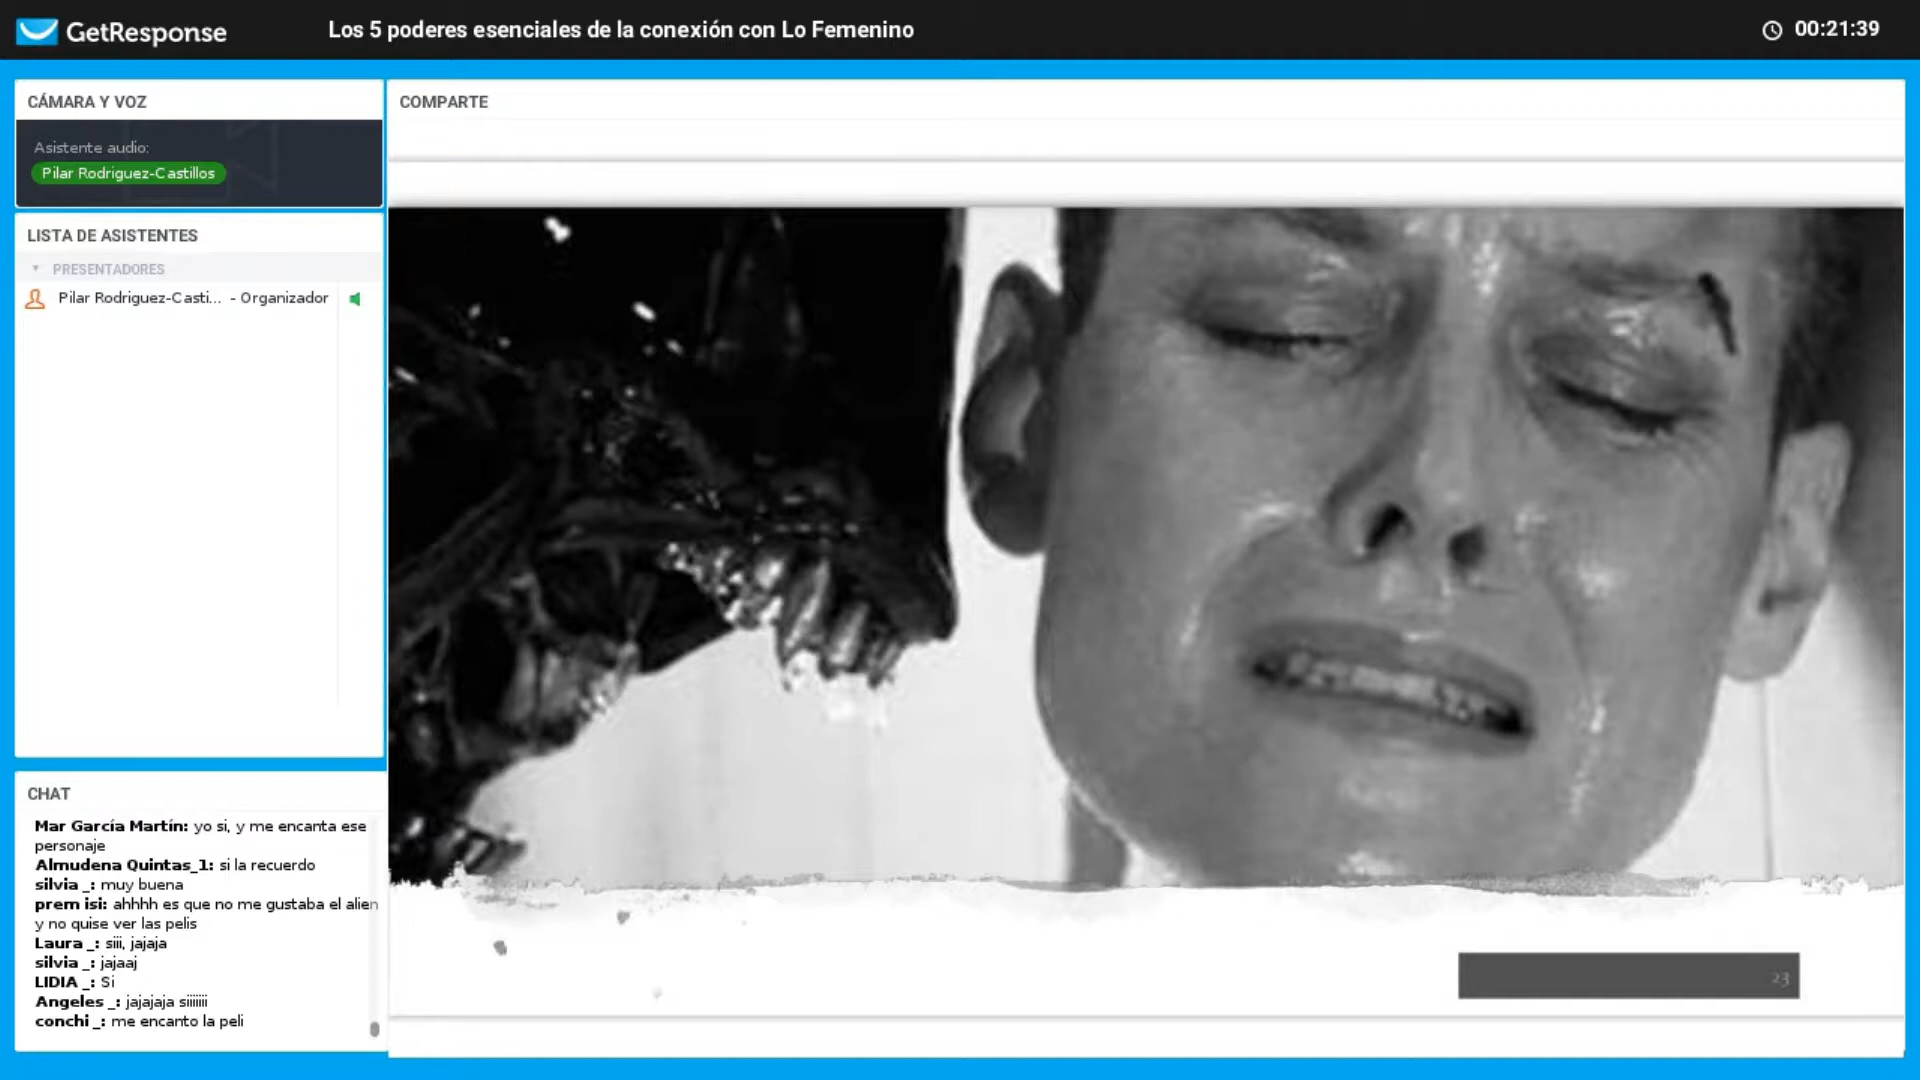 GetResponse
Los 5 poderes esenciales de la conexión con Lo Femenino
00:21:39
CÁMARA Y VOZ
Asistente audio:
Pilar Rodriguez-Castillos
LISTA DE ASISTENTES
PRESENTADORES
Pilar Rodriguez-Casti... - Organizador
COMPARTE
23
CHAT
Mar García Martín: yo si, y me encanta ese
personaje
Almudena Quintas_1: si la recuerdo
silvia _: muy buena
prem isi: ahhhh es que no me gustaba el alien
y no quise ver las pelis
Laura _: siii, jajaja
silvia _: jajaaj
LIDIA _: Si
Angeles _: jajajaja siiiiiii
conchi _: me encanto la peli